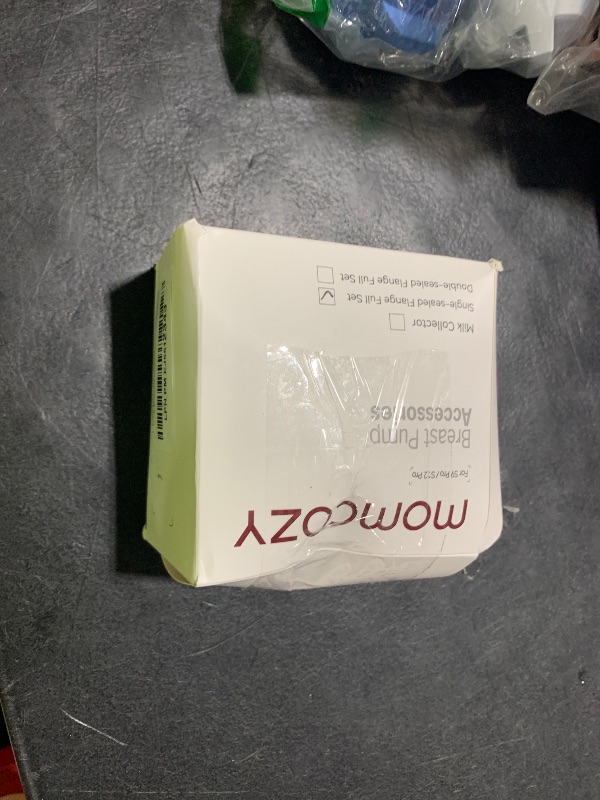 momcozy
For S9 Pro / S12 Pro
Breast Pump
Accessories
Milk Collector
Single-sealed Flange Full Set
Double-sealed Flange Full Set